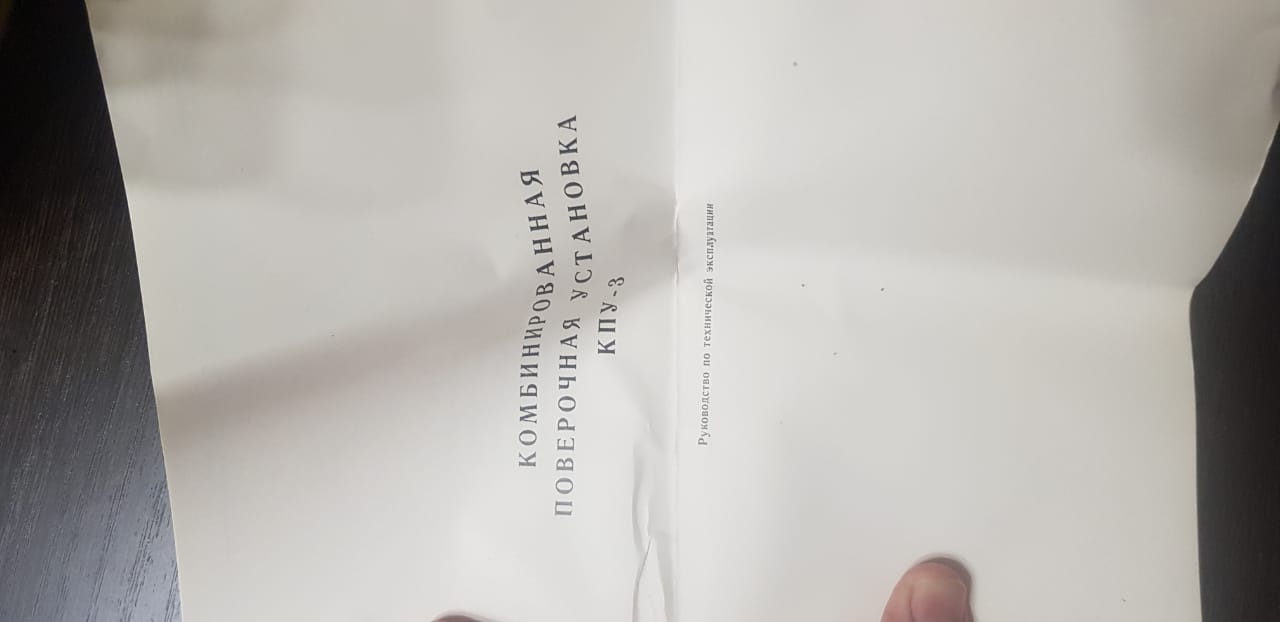 КОМБИНИРОВАННАЯ
ПОВЕРОЧНАЯ УСТАНОВКА
КПУ-3
Руководство по технической эксплуатации